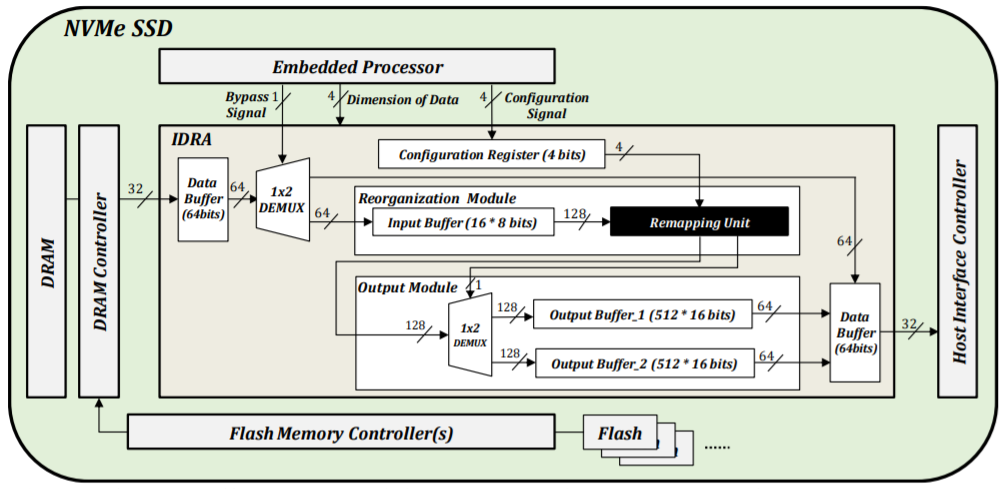 NVMe SSD
Embedded Processor
Bypass
Signal
1
4
Dimension of Data
4
Configuration
Signal
IDRA
Configuration Register (4 bits)
4
DRAM
DRAM Controller
32
Data
Buffer
(64bits)
64
1x2
DEMUX
64
Reorganization Module
Input Buffer (16 * 8 bits)
128
Remapping Unit
64
Output Module
1
128
1x2
DEMUX
128
Output Buffer_1 (512 * 16 bits)
64
128
Output Buffer_2 (512 * 16 bits)
64
Data
Buffer
(64bits)
32
Host Interface Controller
Flash Memory Controller(s)
Flash
......